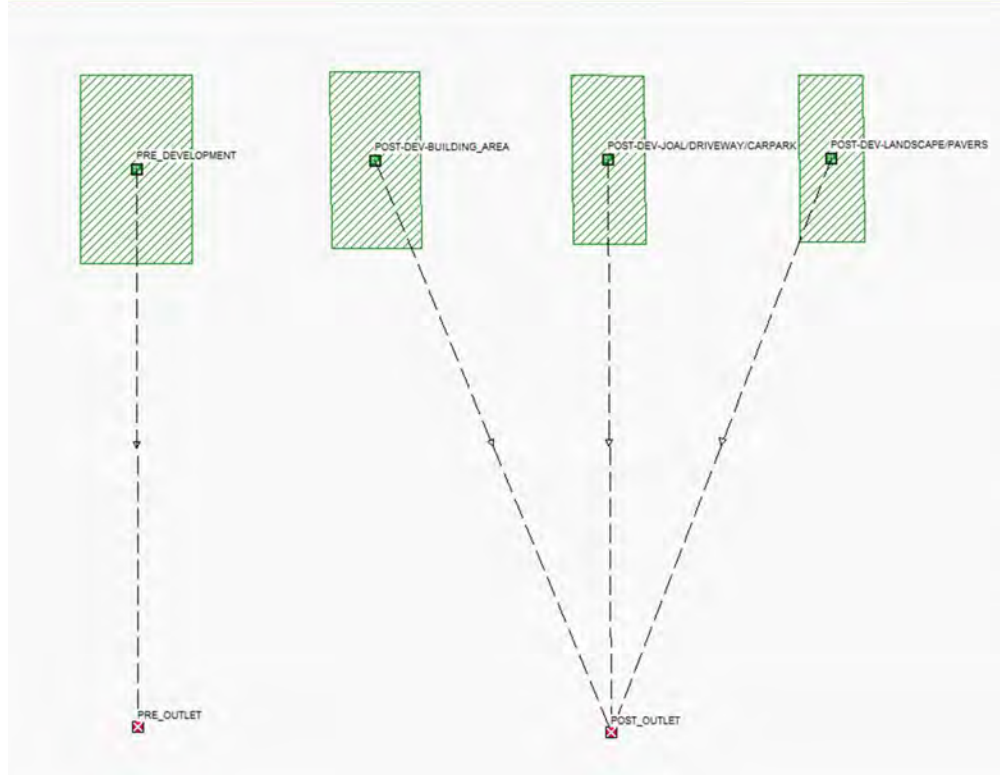 PRE_DEVELOPMENT
POST-DEV-BUILDING_AREA
POST-DEV-JOAL/DRIVEWAY/CARPARK
POST-DEV-LANDSCAPE/PAVERS
PRE_OUTLET
POST_OUTLET